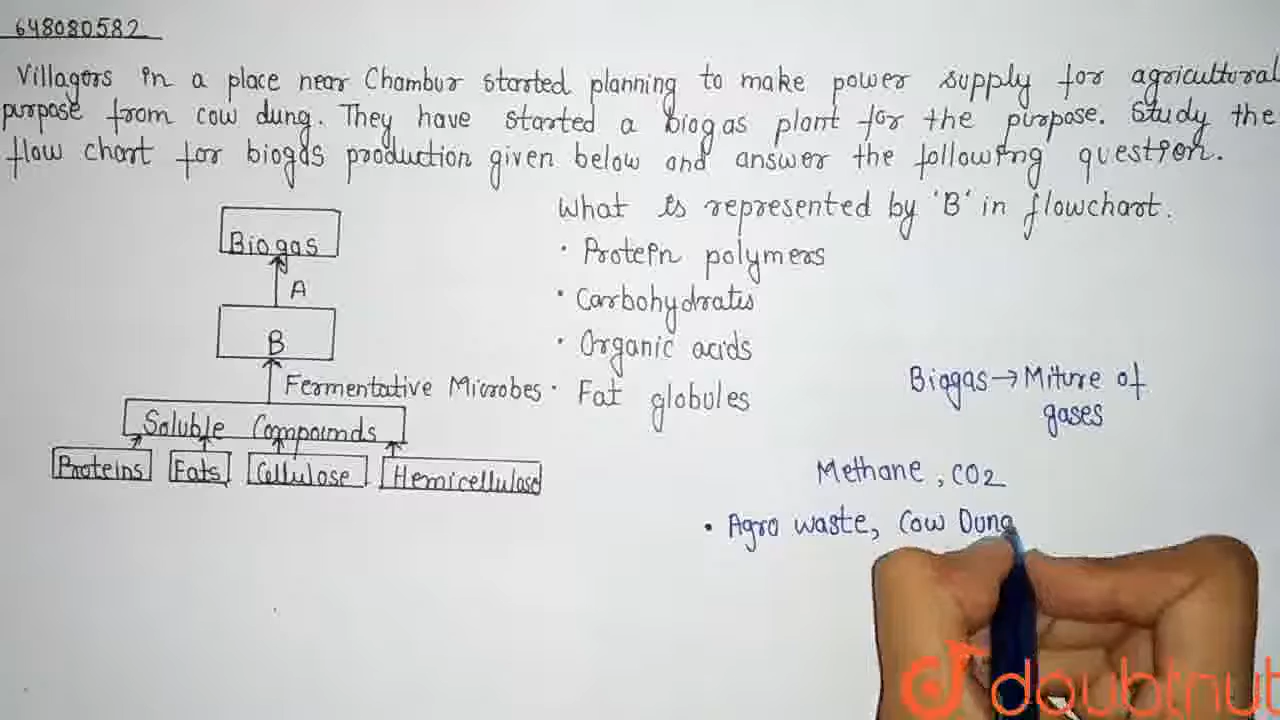 648080582
Villagers in a place near Chambur started planning to make power supply for agricultural
purpose from cow dung. They have started a biogas plant for the pirpose. Study the
flow chart for biogas production given below and answer the following question.
What is represented by 'B' in flowchart.
Biogas
A
B
Fermentative Microbes
Soluble Compounds
Proteins
Fats
Cellulose
Hemicellulose
• Protein polymers
• Carbohydrates
• Organic acids
• Fat globules
Biogas → Miture of
gases
Methane, CO2
• Agro waste, Cow Dung
doubtnut